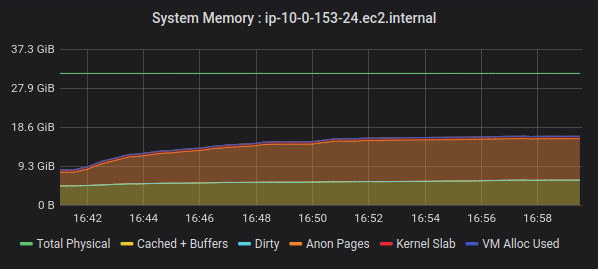 System Memory : ip-10-0-153-24.ec2.internal
37.3 GiB
27.9 GiB
18.6 GiB
9.3 GiB
0 B
16:42 16:44 16:46 16:48 16:50 16:52 16:54 16:56 16:58
Total Physical Cached + Buffers Dirty Anon Pages Kernel Slab VM Alloc Used